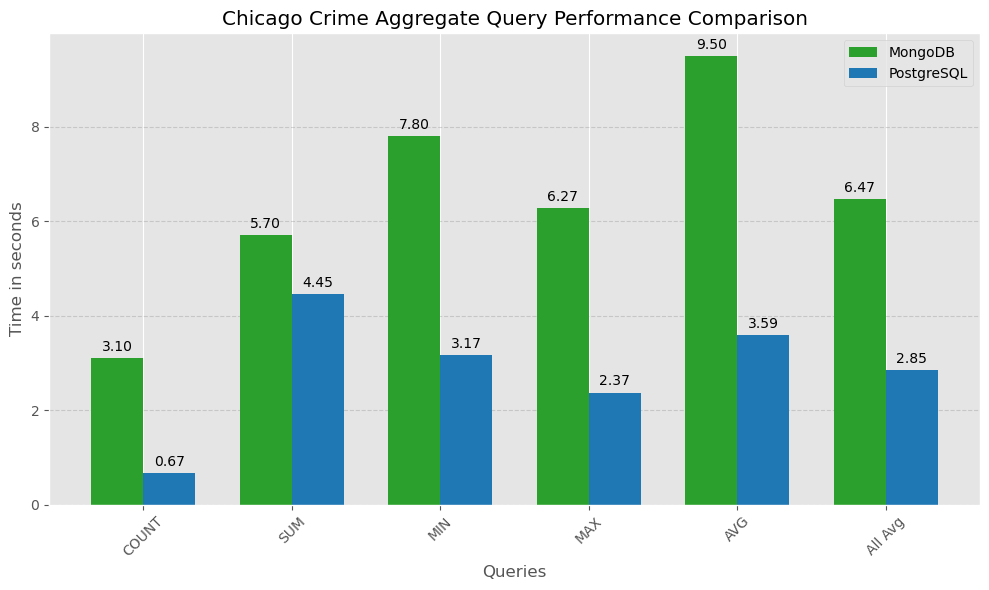 Chicago Crime Aggregate Query Performance Comparison
MongoDB
PostgreSQL
Time in seconds
8
6
4
2
0
3.10
0.67
5.70
4.45
7.80
3.17
6.27
2.37
9.50
3.59
6.47
2.85
COUNT
SUM
MIN
MAX
AVG
All Avg
Queries